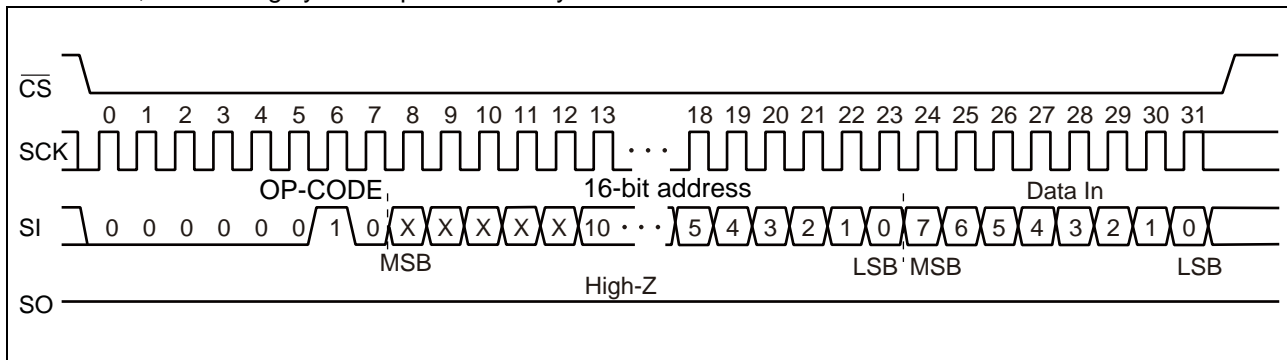 CS
0 1 2 3 4 5 6 7 8 9 10 11 12 13 18 19 20 21 22 23 24 25 26 27 28 29 30 31
SCK · · ·
OP-CODE 16-bit address Data In
SI 0 0 0 0 0 0 1 0 X X X X X 10 · · · 5 4 3 2 1 0 7 6 5 4 3 2 1 0
MSB LSB MSB LSB
High-Z
SO